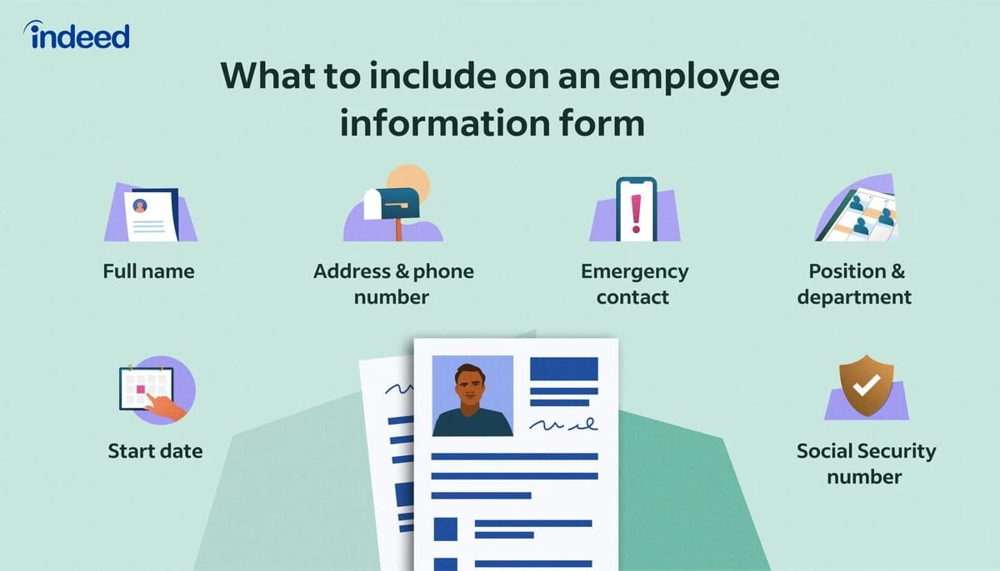 indeed
What to include on an employee
information form
Full name
Address & phone
number
Emergency
contact
Position &
department
Start date
Social Security
number